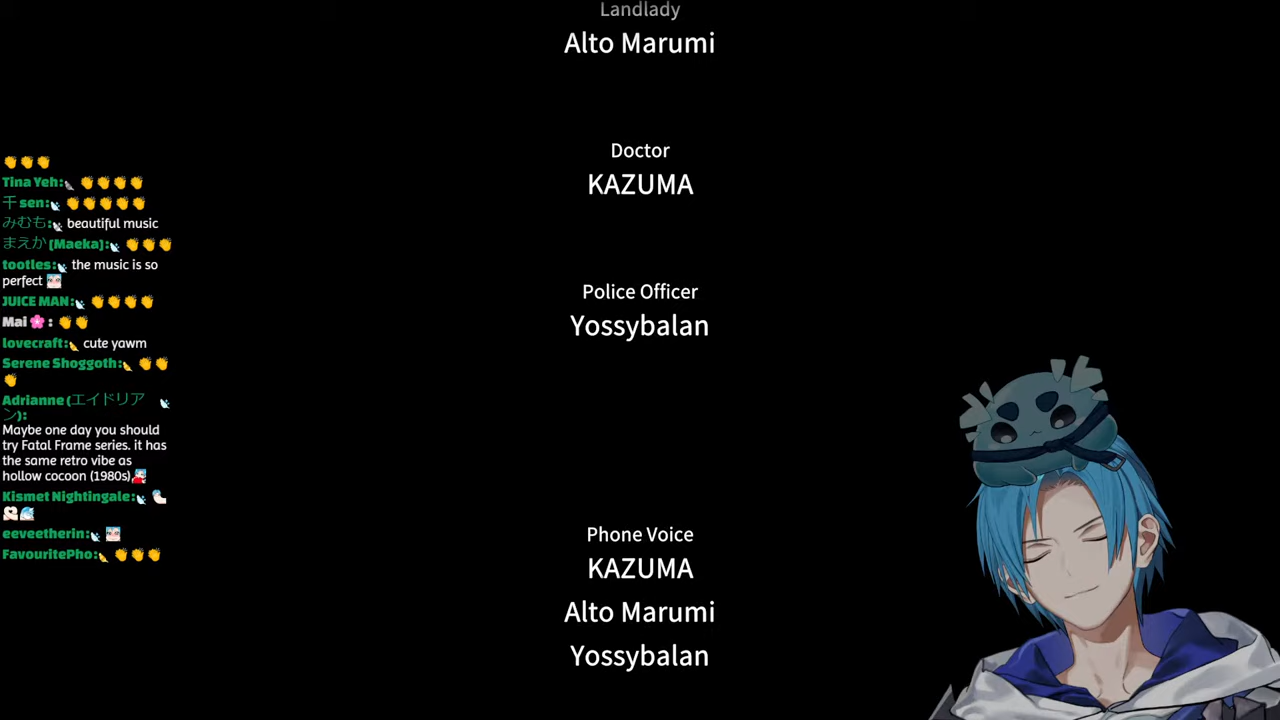 Landlady
Alto Marumi
Doctor
KAZUMA
Police Officer
Yossybalan
Phone Voice
KAZUMA
Alto Marumi
Yossybalan
👏👏👏
Tina Yeh: 👏👏👏👏
千 sen: 👏👏👏👏👏
みむも: beautiful music
まえか (Maeka): 👏👏👏
tootles: the music is so
perfect
JUICE MAN: 👏👏👏👏
Mai🌸: 👏👏
lovecraft: cute yawm
Serene Shoggoth: 👏👏
👏
Adrianne (エイドリア
ン):
Maybe one day you should
try Fatal Frame series. it has
the same retro vibe as
hollow cocoon (1980s)
Kismet Nightingale:
eeveetherin:
FavouritePho: 👏👏👏